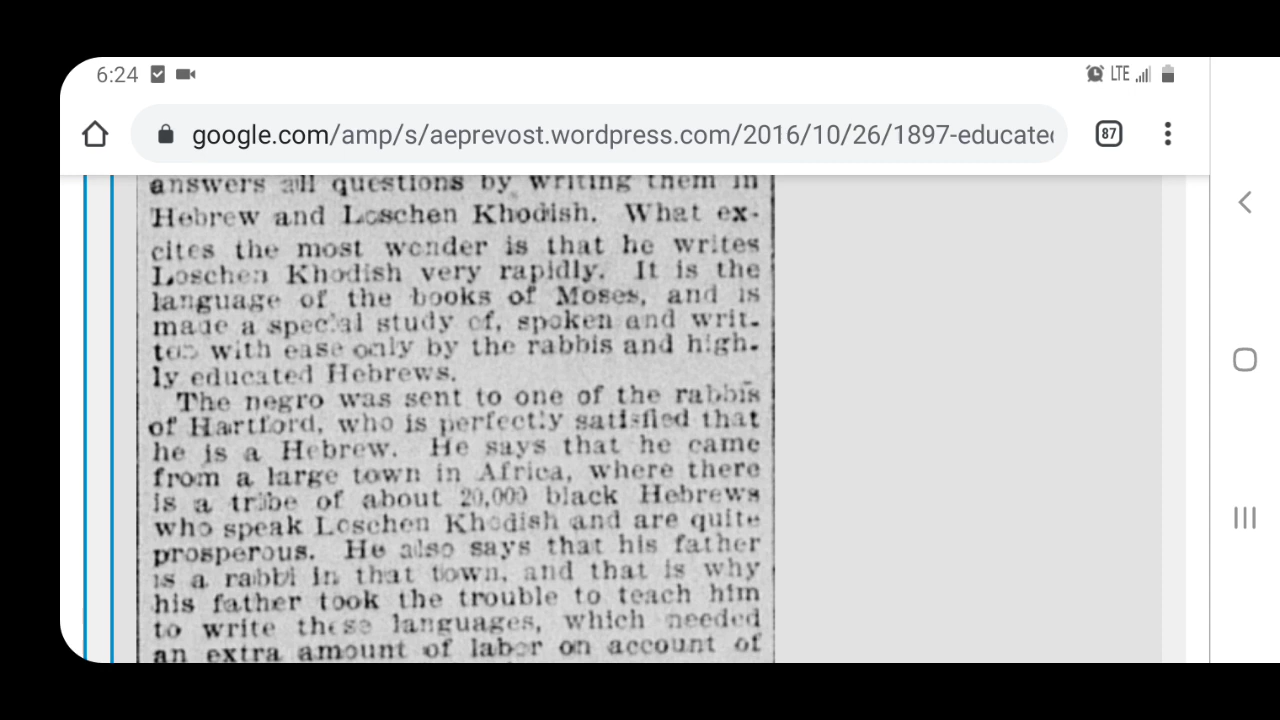 6:24
LTE
google.com/amp/s/aeprevost.wordpress.com/2016/10/26/1897-educated
87
answers all questions by writing them in
Hebrew and Loschen Khodish. What ex-
cites the most wonder is that he writes
Loschen Khodish very rapidly. It is the
language of the books of Moses, and is
made a special study of, spoken and writ-
ten with ease only by the rabbis and high-
ly educated Hebrews.
The negro was sent to one of the rabbis
of Hartford, who is perfectly satisfied that
he is a Hebrew. He says that he came
from a large town in Africa, where there
is a tribe of about 20,000 black Hebrews
who speak Loschen Khodish and are quite
prosperous. He also says that his father
is a rabbi in that town, and that is why
his father took the trouble to teach him
to write these languages, which needed
an extra amount of labor on account of